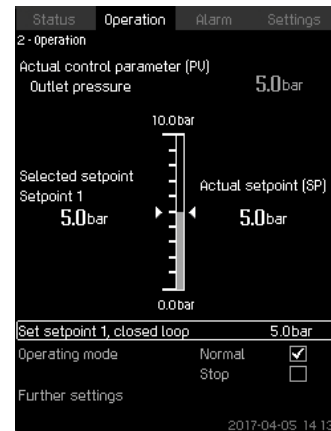 Status Operation Alarm Settings
2 - Operation
Actual control parameter (PV)
Outlet pressure 5.0bar
10.0bar
Selected setpoint
Setpoint 1
Actual setpoint (SP)
5.0bar 5.0bar
0.0bar
Set setpoint 1, closed loop 5.0bar
Operating mode Normal
Stop
Further settings
2017-04-05 14:13